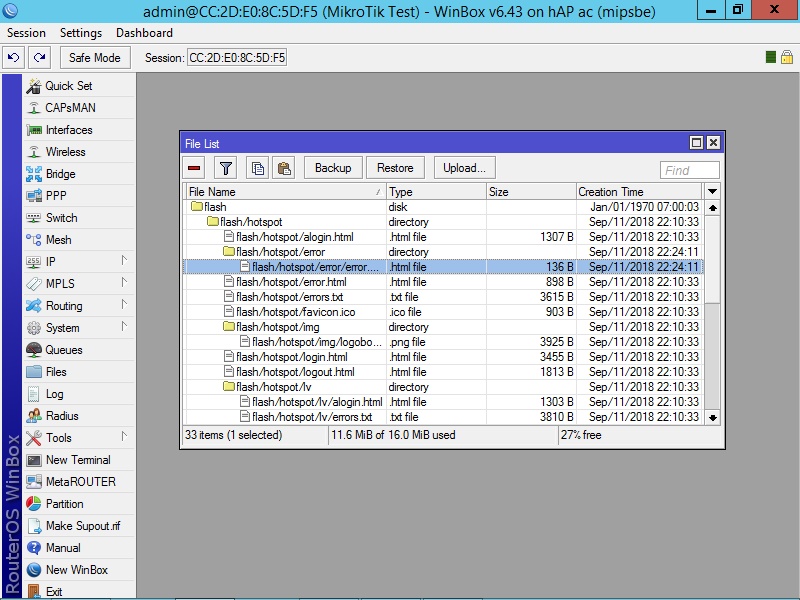 admin@CC:2D:E0:8C:5D:F5 (MikroTik Test) - WinBox v6.43 on hAP ac (mipsbe)
Session Settings Dashboard
Safe Mode Session: CC:2D:E0:8C:5D:F5
Quick Set
CAPsMAN
Interfaces
Wireless
Bridge
PPP
Switch
Mesh
IP
MPLS
Routing
System
Queues
Files
Log
Radius
Tools
New Terminal
MetaROUTER
Partition
Make Supout.rif
Manual
New WinBox
Exit
RouterOS WinBox
File List
Backup Restore Upload... Find
File Name / Type Size Creation Time
flash disk Jan/01/1970 07:00:03
flash/hotspot directory Sep/11/2018 22:10:33
flash/hotspot/alogin.html .html file 1307 B Sep/11/2018 22:10:33
flash/hotspot/error directory Sep/11/2018 22:24:11
flash/hotspot/error/error.... .html file 136 B Sep/11/2018 22:24:11
flash/hotspot/error.html .html file 898 B Sep/11/2018 22:10:33
flash/hotspot/errors.txt .txt file 3615 B Sep/11/2018 22:10:33
flash/hotspot/favicon.ico .ico file 903 B Sep/11/2018 22:10:33
flash/hotspot/img directory Sep/11/2018 22:10:33
flash/hotspot/img/logobo... .png file 3925 B Sep/11/2018 22:10:33
flash/hotspot/login.html .html file 3455 B Sep/11/2018 22:10:33
flash/hotspot/logout.html .html file 1813 B Sep/11/2018 22:10:33
flash/hotspot/lv directory Sep/11/2018 22:10:33
flash/hotspot/lv/alogin.html .html file 1303 B Sep/11/2018 22:10:33
flash/hotspot/lv/errors.txt .txt file 3810 B Sep/11/2018 22:10:33
33 items (1 selected) 11.6 MiB of 16.0 MiB used 27% free